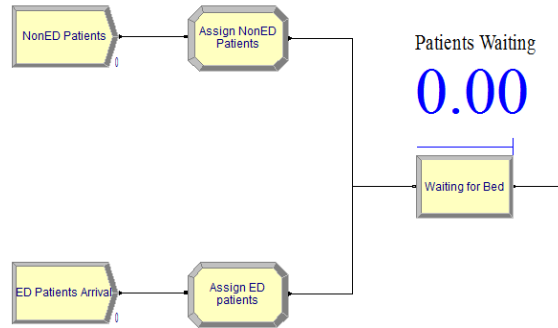 NonED Patients
Assign NonED
Patients
Patients Waiting
0.00
Waiting for Bed
ED Patients Arrival
Assign ED
patients
0
0